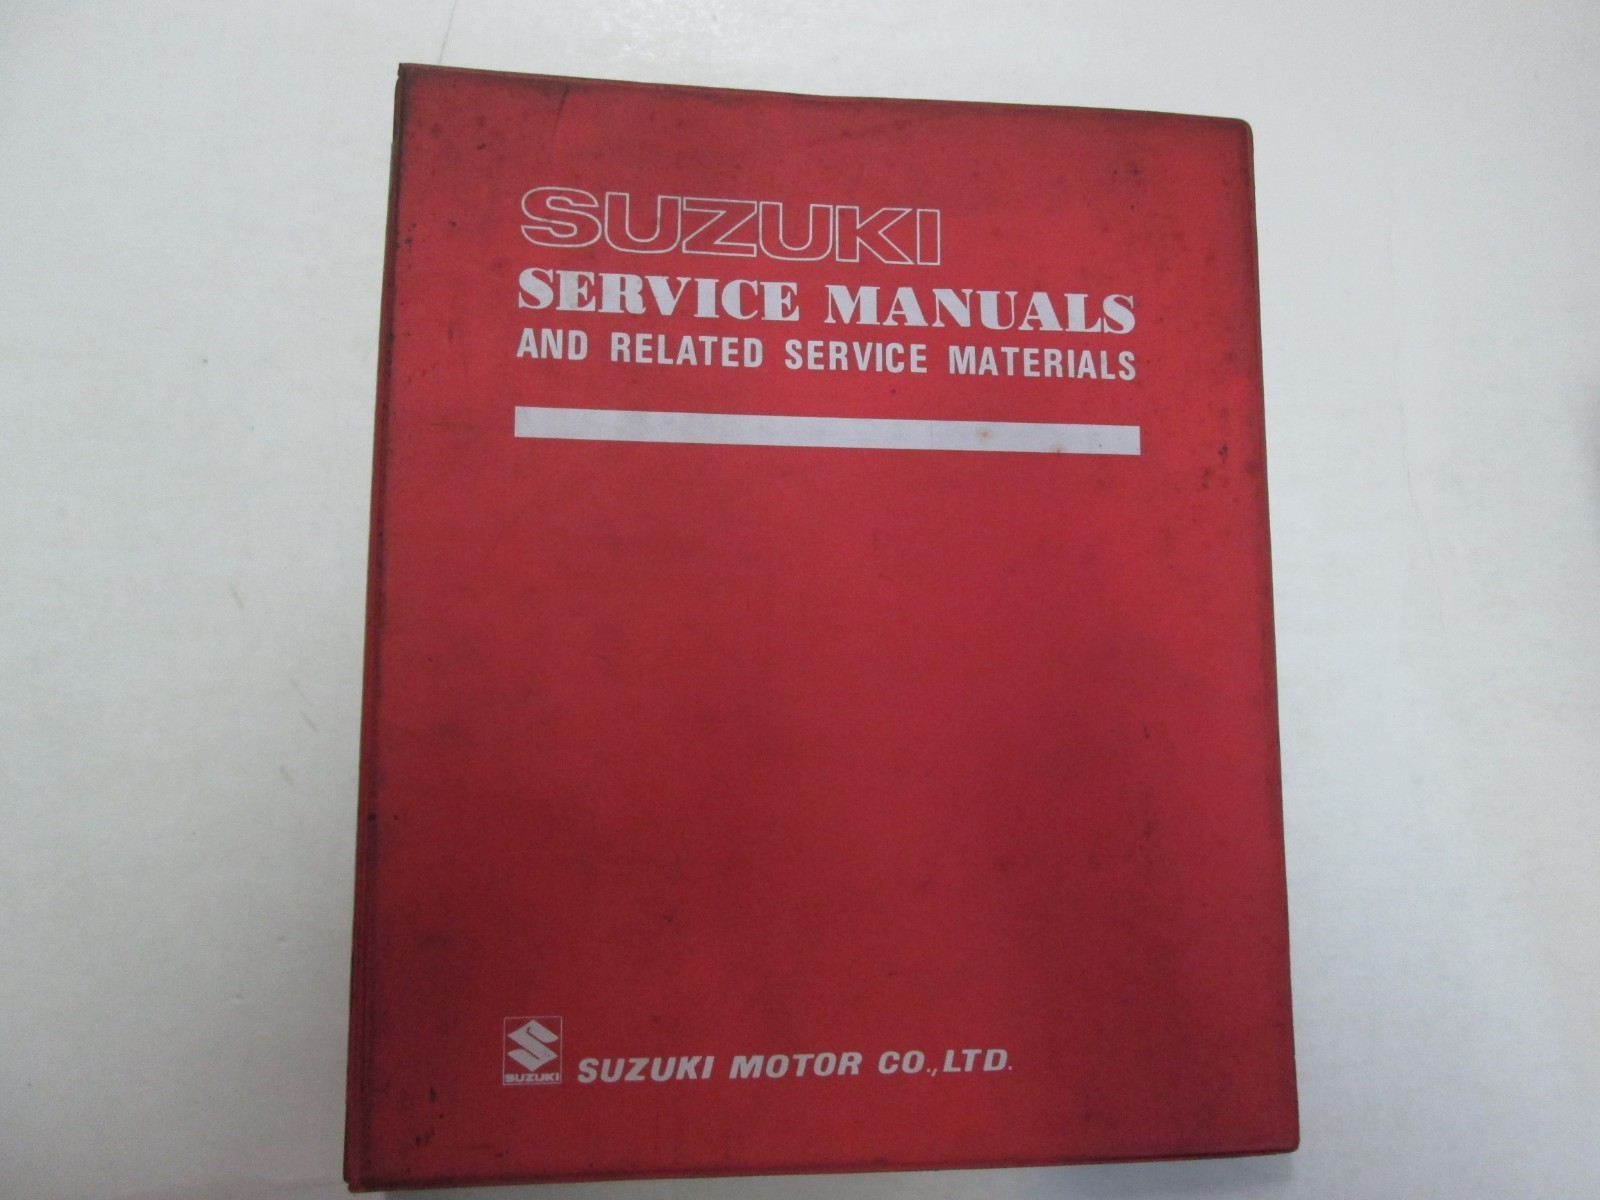 SUZUKI
SERVICE MANUALS
AND RELATED SERVICE MATERIALS
SUZUKI
SUZUKI MOTOR CO., LTD.